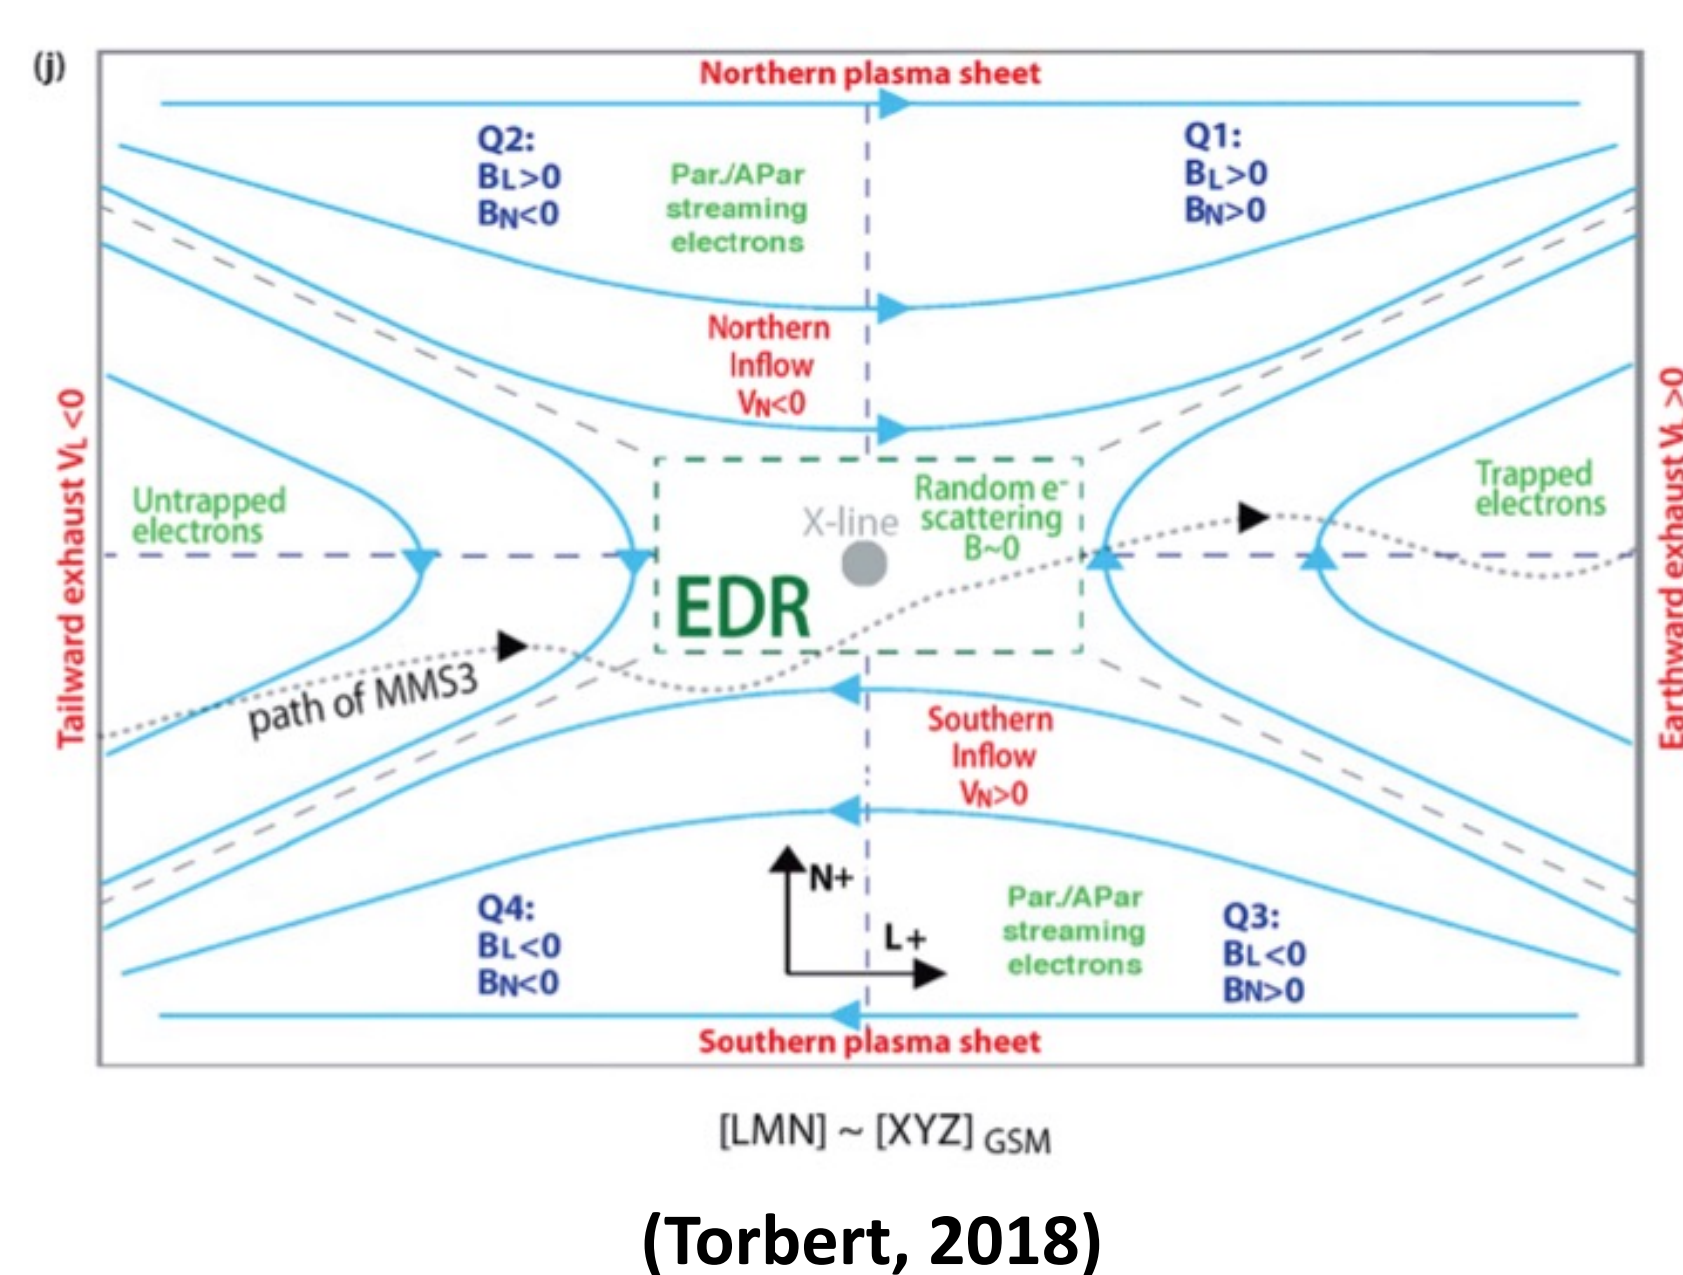 (j)
Northern plasma sheet
Q2:
BL>0
BN<0
Par./APar
streaming
electrons
Q1:
BL>0
BN>0
Northern
Inflow
VN<0
Tailward exhaust VL <0
Untrapped
electrons
X-line
EDR
Random e-
scattering
B~0
Trapped
electrons
Earthward exhaust VL >0
path of MMS3
Southern
Inflow
VN>0
N+
L+
Q4:
BL<0
BN<0
Par./APar
streaming
electrons
Q3:
BL<0
BN>0
Southern plasma sheet
[LMN] ~ [XYZ] GSM
(Torbert, 2018)